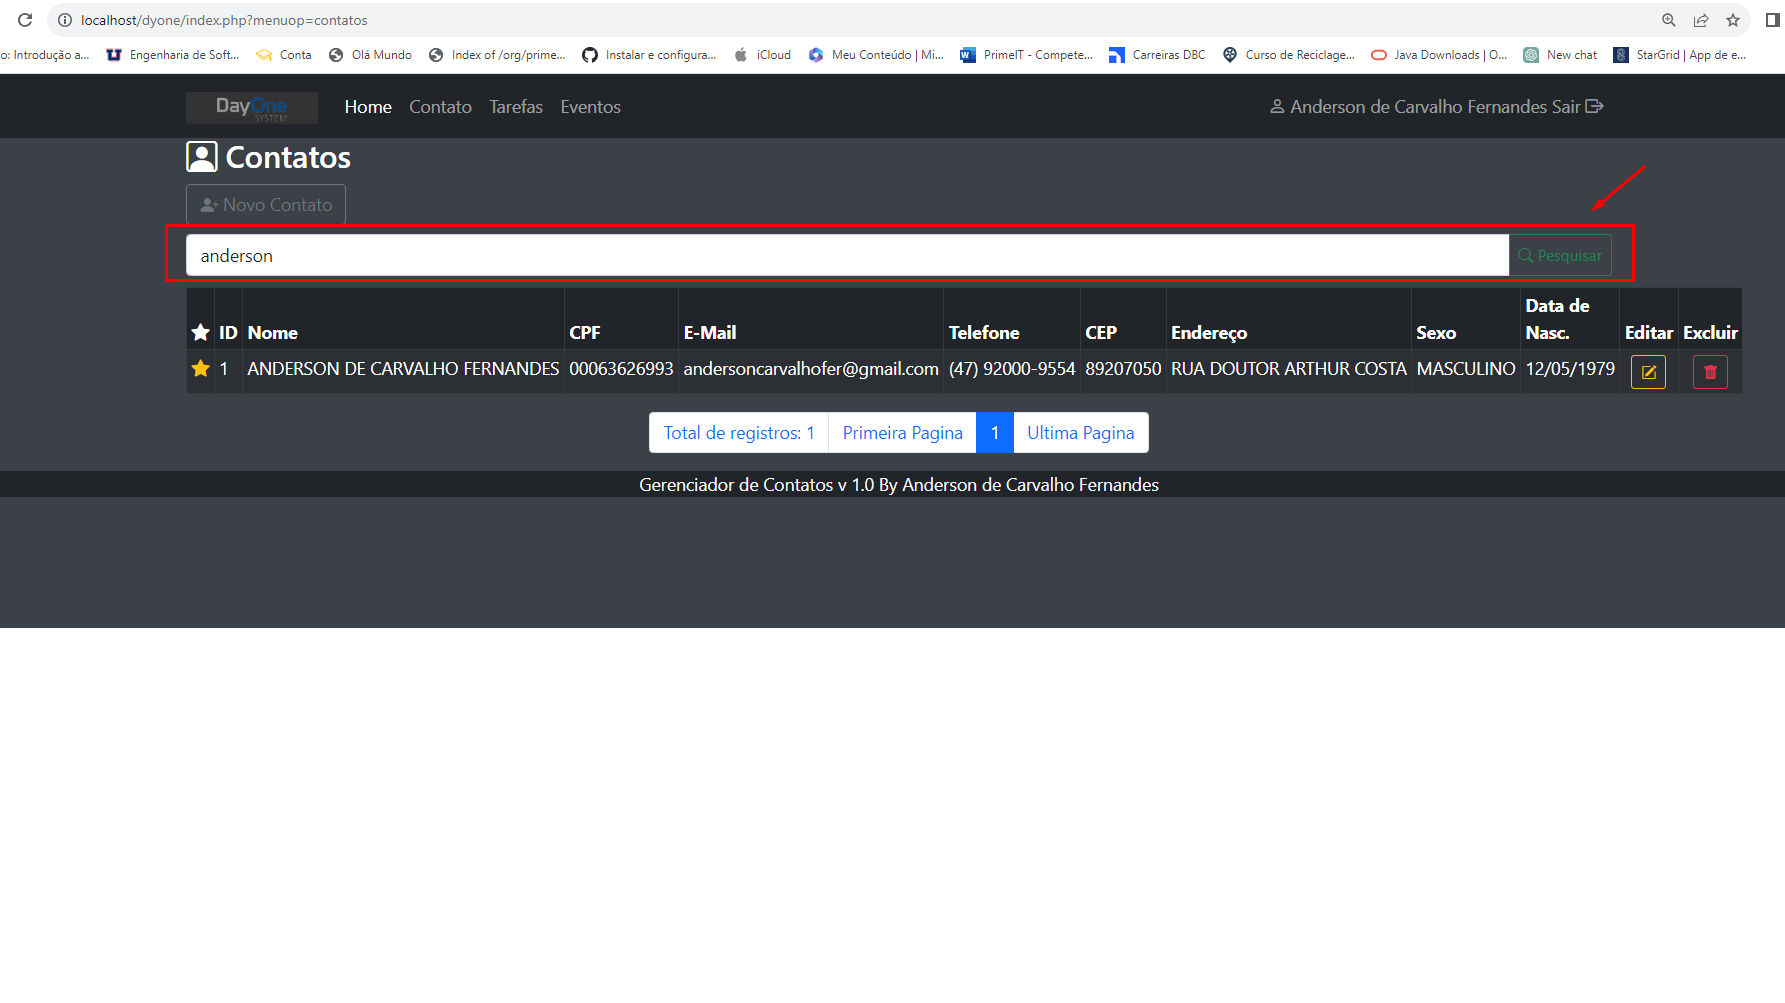 localhost/dyone/index.php?menuop=contatos
o: Introdução a... Engenharia de Soft... Conta Olá Mundo Index of /org/prime... Instalar e configura... iCloud Meu Conteúdo | Mi... PrimeIT - Compete... Carreiras DBC Curso de Reciclage... Java Downloads | O... New chat StarGrid | App de e...
DayOne SYSTEM Home Contato Tarefas Eventos Anderson de Carvalho Fernandes Sair
Contatos
Novo Contato
anderson Pesquisar
ID Nome CPF E-Mail Telefone CEP Endereço Sexo Data de Nasc. Editar Excluir
1 ANDERSON DE CARVALHO FERNANDES 00063626993 andersoncarvalhofer@gmail.com (47) 92000-9554 89207050 RUA DOUTOR ARTHUR COSTA MASCULINO 12/05/1979
Total de registros: 1 Primeira Pagina 1 Ultima Pagina
Gerenciador de Contatos v 1.0 By Anderson de Carvalho Fernandes